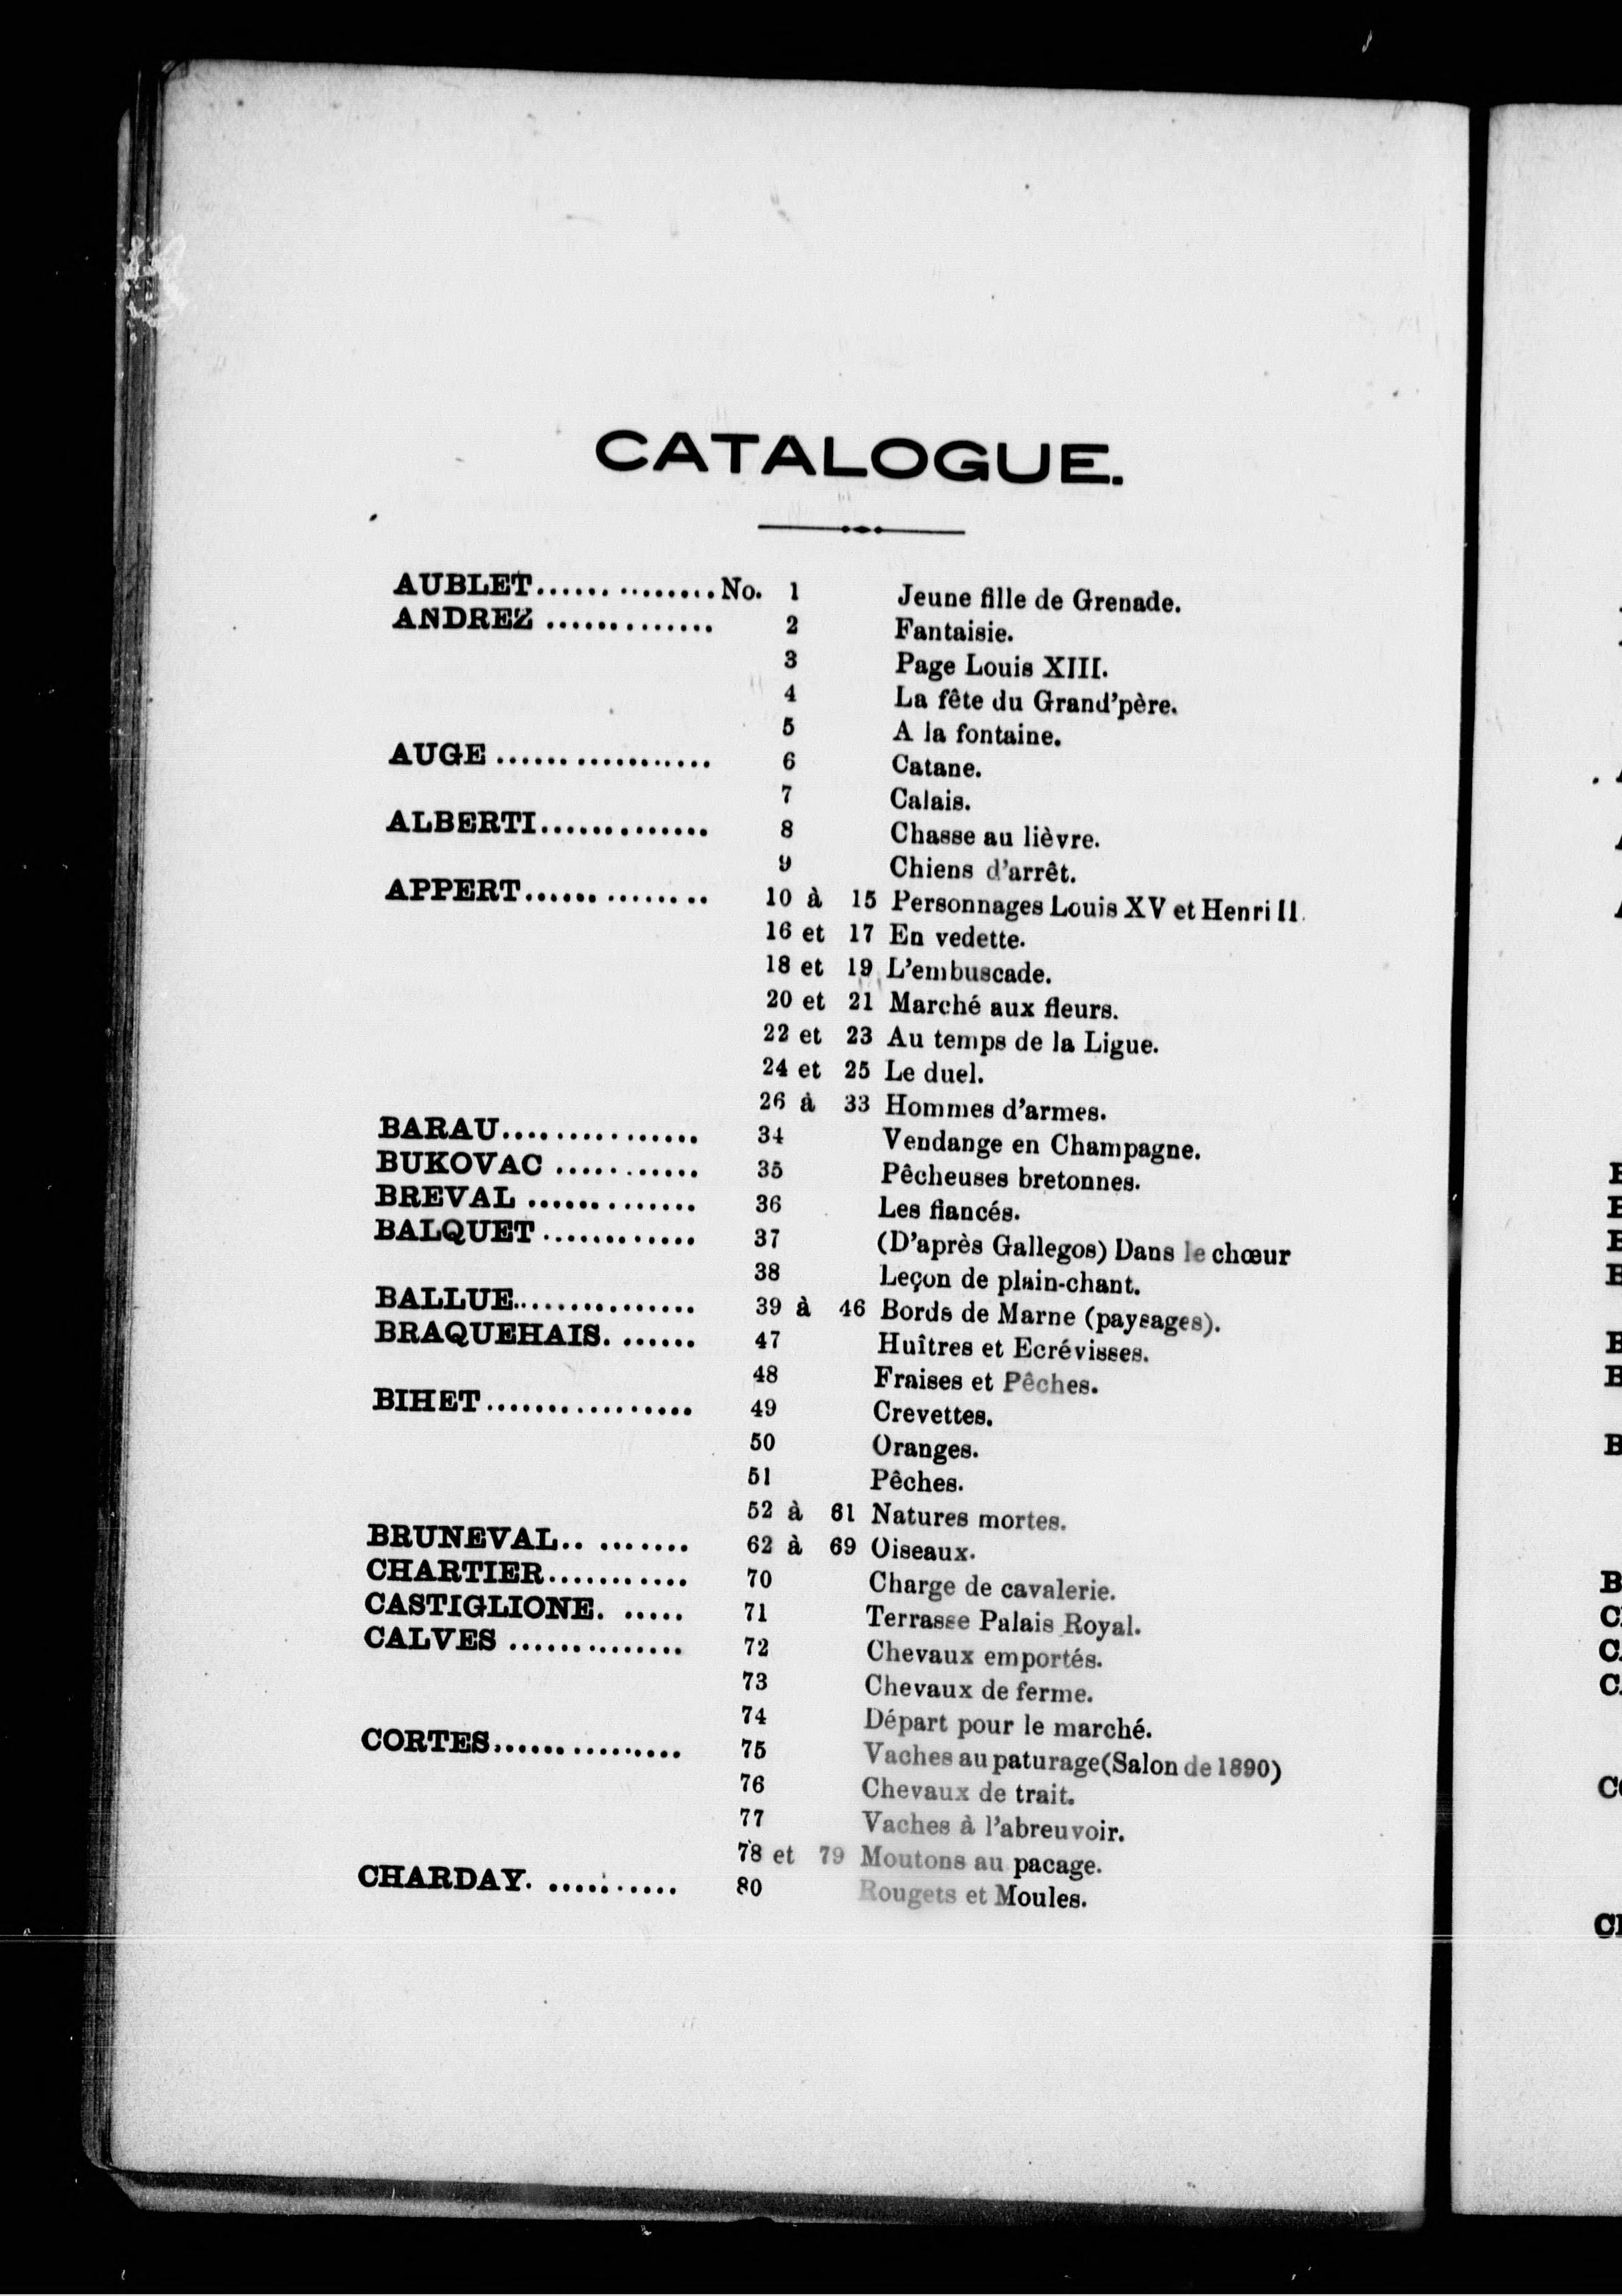 CATALOGUE.
AUBLET.............. No. 1 Jeune fille de Grenade.
ANDREZ ............. 2 Fantaisie.
3 Page Louis XIII.
4 La fête du Grand'père.
5 A la fontaine.
AUGE ................. 6 Catane.
7 Calais.
ALBERTI............. 8 Chasse au lièvre.
9 Chiens d'arrêt.
APPERT.............. 10 à 15 Personnages Louis XV et Henri II.
16 et 17 En vedette.
18 et 19 L'embuscade.
20 et 21 Marché aux fleurs.
22 et 23 Au temps de la Ligue.
24 et 25 Le duel.
26 à 33 Hommes d'armes.
BARAU............... 34 Vendange en Champagne.
BUKOVAC ........... 35 Pêcheuses bretonnes.
BREVAL ............. 36 Les fiancés.
BALQUET ............ 37 (D'après Gallegos) Dans le chœur
38 Leçon de plain-chant.
BALLUE.............. 39 à 46 Bords de Marne (paysages).
BRAQUEHAIS. ...... 47 Huîtres et Ecrévisses.
48 Fraises et Pêches.
BIHET ................ 49 Crevettes.
50 Oranges.
51 Pêches.
52 à 61 Natures mortes.
BRUNEVAL.. ....... 62 à 69 Oiseaux.
CHARTIER........... 70 Charge de cavalerie.
CASTIGLIONE. ..... 71 Terrasse Palais Royal.
CALVES .............. 72 Chevaux emportés.
73 Chevaux de ferme.
74 Départ pour le marché.
CORTES............... 75 Vaches au paturage (Salon de 1890)
76 Chevaux de trait.
77 Vaches à l'abreuvoir.
78 et 79 Moutons au pacage.
CHARDAY. .......... 80 Rougets et Moules.